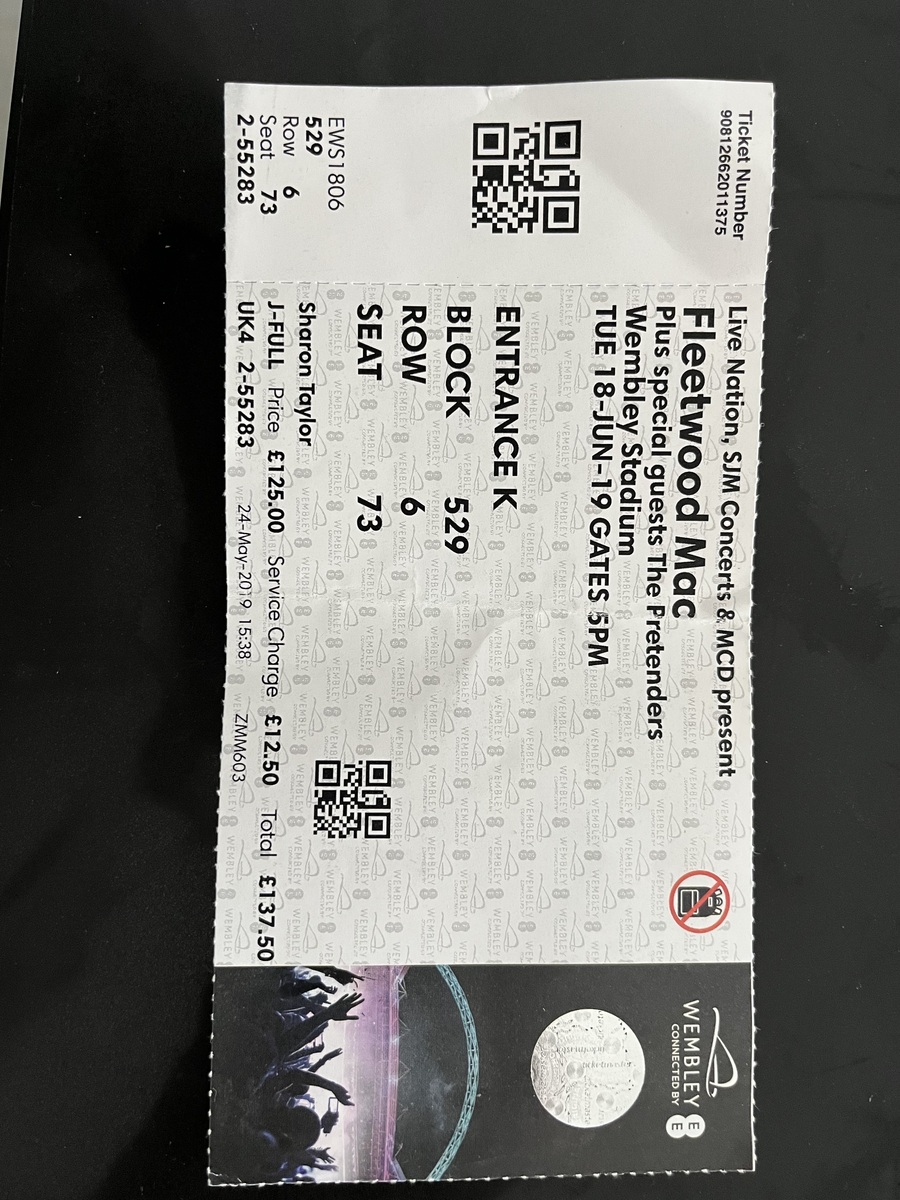 Ticket Number
90812662011375
EWS1806
529
Row 6
Seat 73
2-55283
Live Nation, SJM Concerts & MCD present
Fleetwood Mac
Plus special guests The Pretenders
Wembley Stadium
TUE 18-JUN-19 GATES 5PM
ENTRANCE K
BLOCK 529
ROW 6
SEAT 73
Sharon Taylor
J-FULL Price £125.00 Service Charge £12.50 Total £137.50
UK4 2-55283 24-May-2019 15:38 ZMM603
WEMBLEY
CONNECTED BY EE
ticketmaster